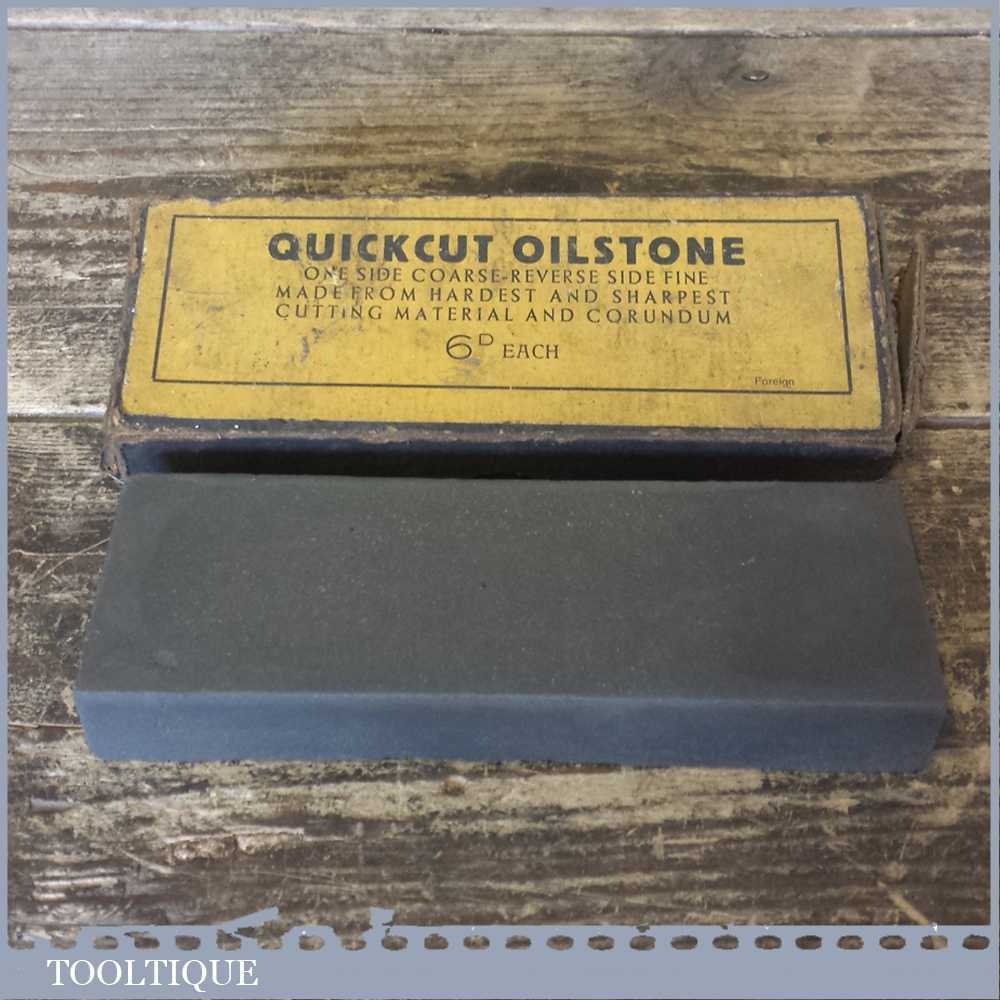 QUICKCUT OILSTONE
ONE SIDE COARSE-REVERSE SIDE FINE
MADE FROM HARDEST AND SHARPEST
CUTTING MATERIAL AND CORUNDUM
6D EACH
Foreign
TOOLTIQUE